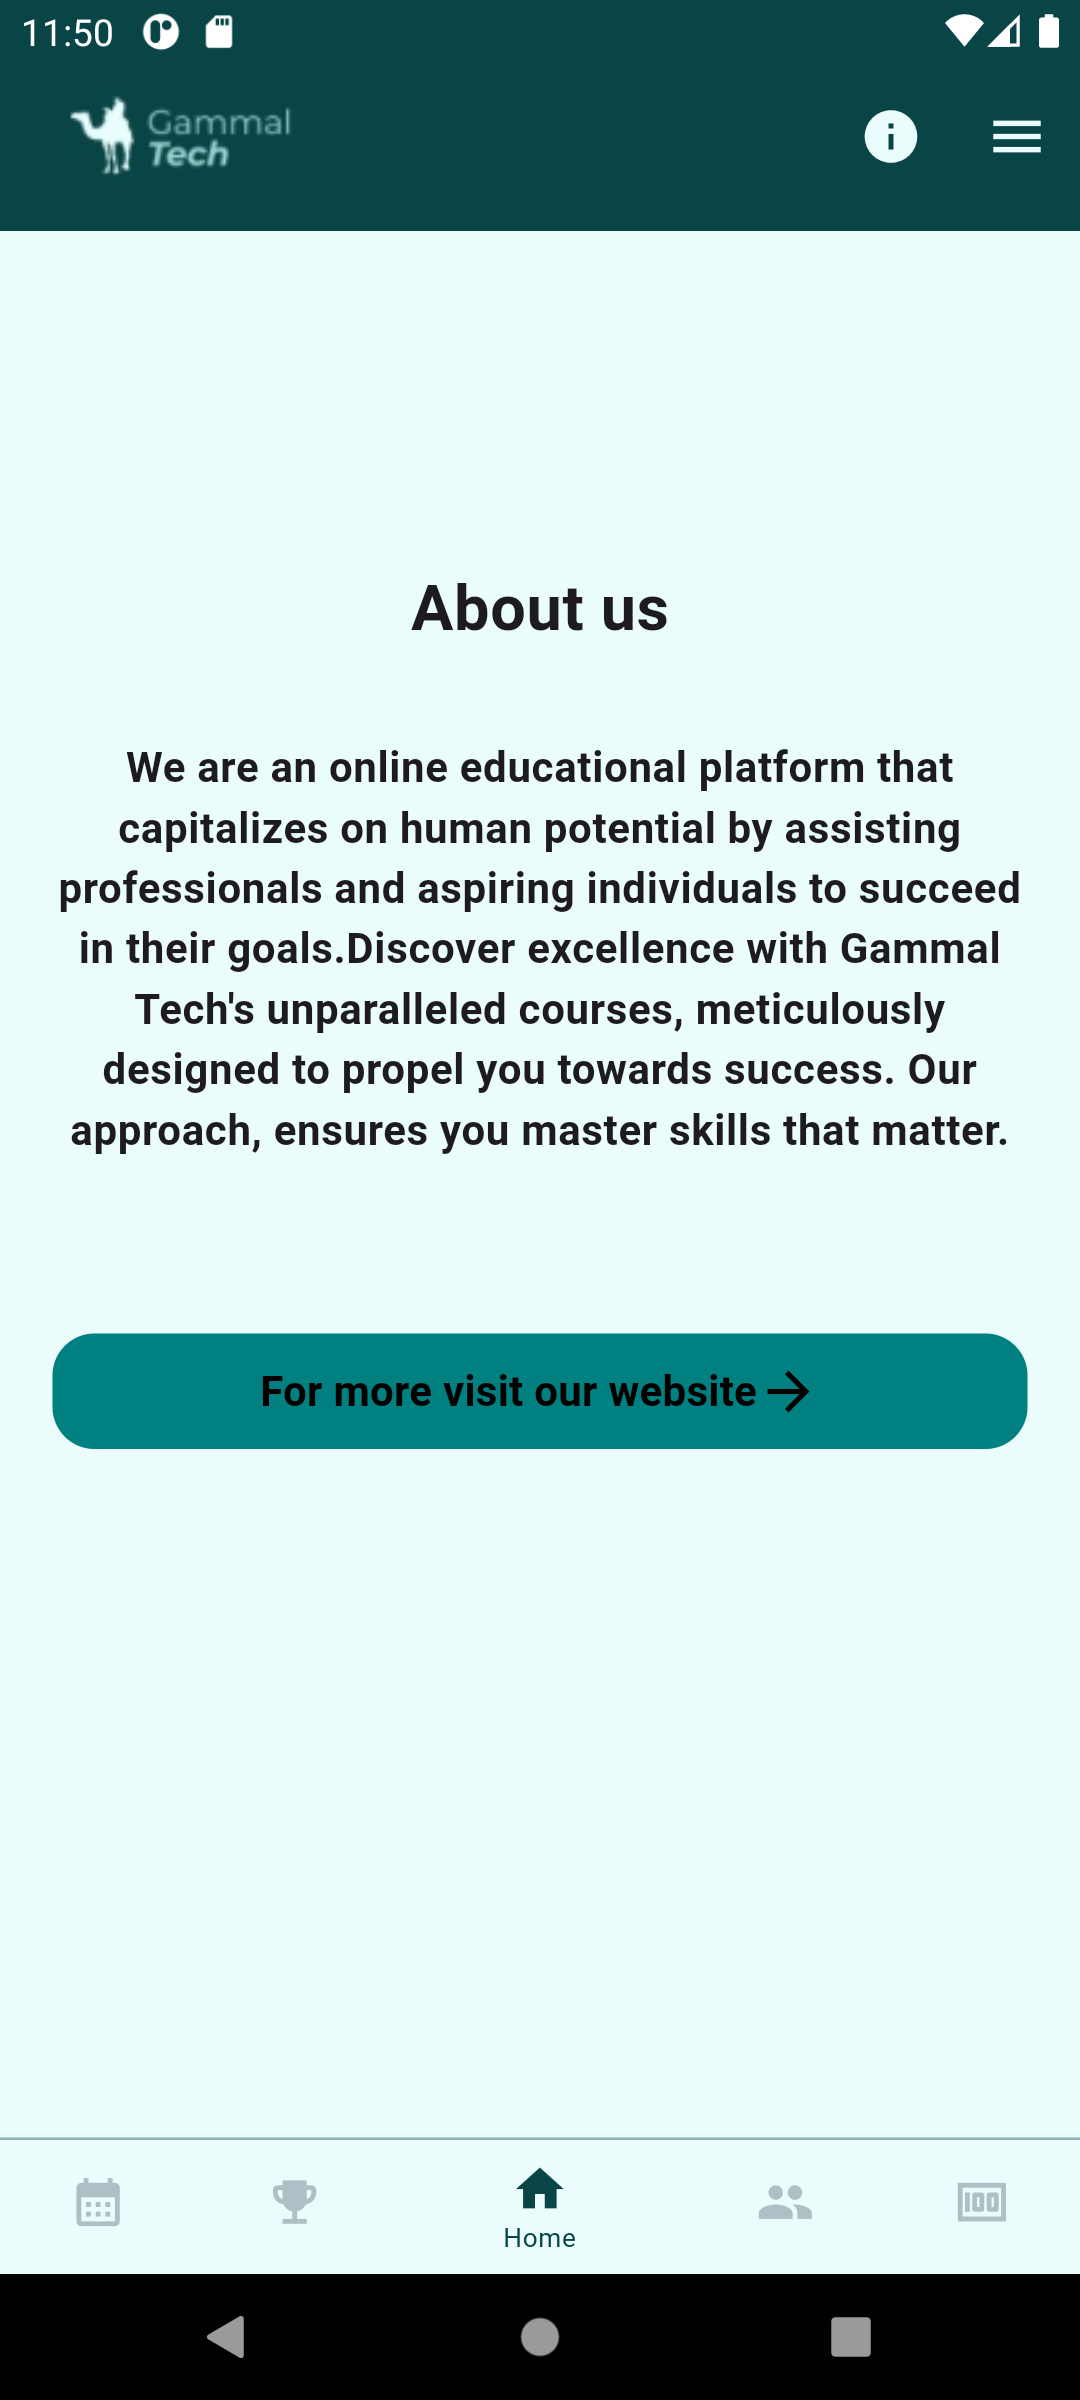 11:50
Gammal
Tech
About us
We are an online educational platform that
capitalizes on human potential by assisting
professionals and aspiring individuals to succeed
in their goals.Discover excellence with Gammal
Tech's unparalleled courses, meticulously
designed to propel you towards success. Our
approach, ensures you master skills that matter.
For more visit our website
100
Home